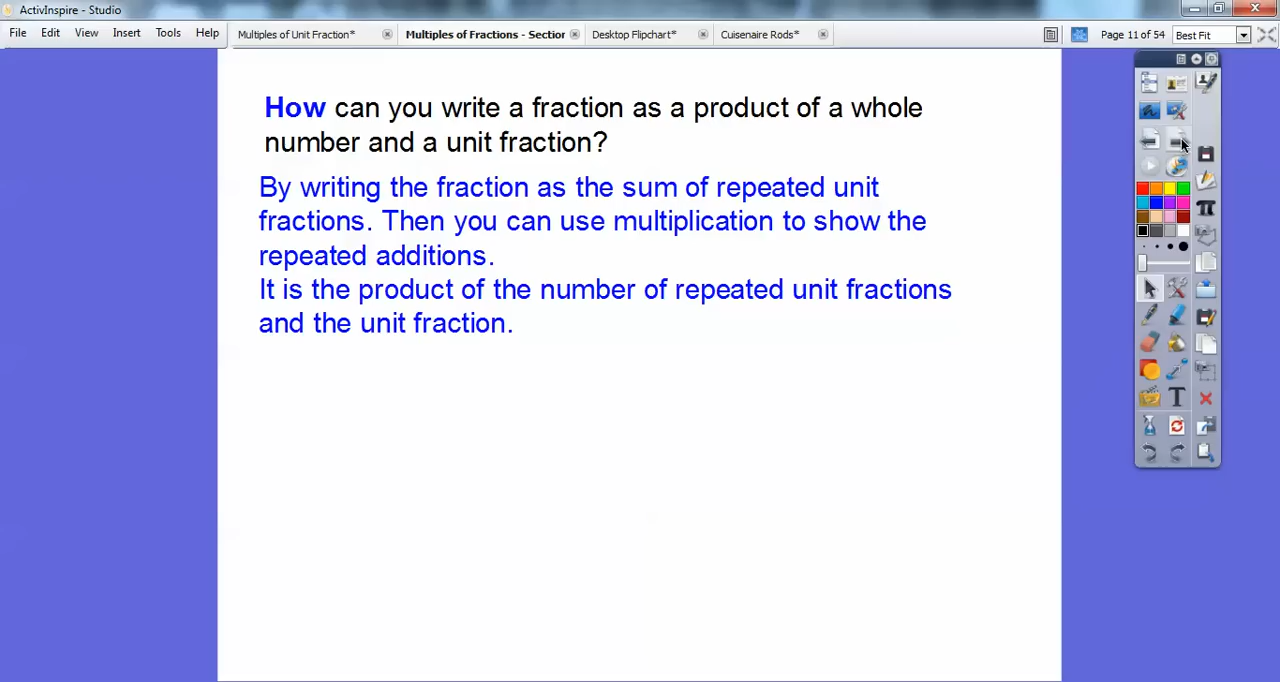 ActivInspire - Studio
File Edit View Insert Tools Help
Multiples of Unit Fraction* Multiples of Fractions - Section Desktop Flipchart* Cuisenaire Rods*
Page 11 of 54 Best Fit
How can you write a fraction as a product of a whole
number and a unit fraction?
By writing the fraction as the sum of repeated unit
fractions. Then you can use multiplication to show the
repeated additions.
It is the product of the number of repeated unit fractions
and the unit fraction.